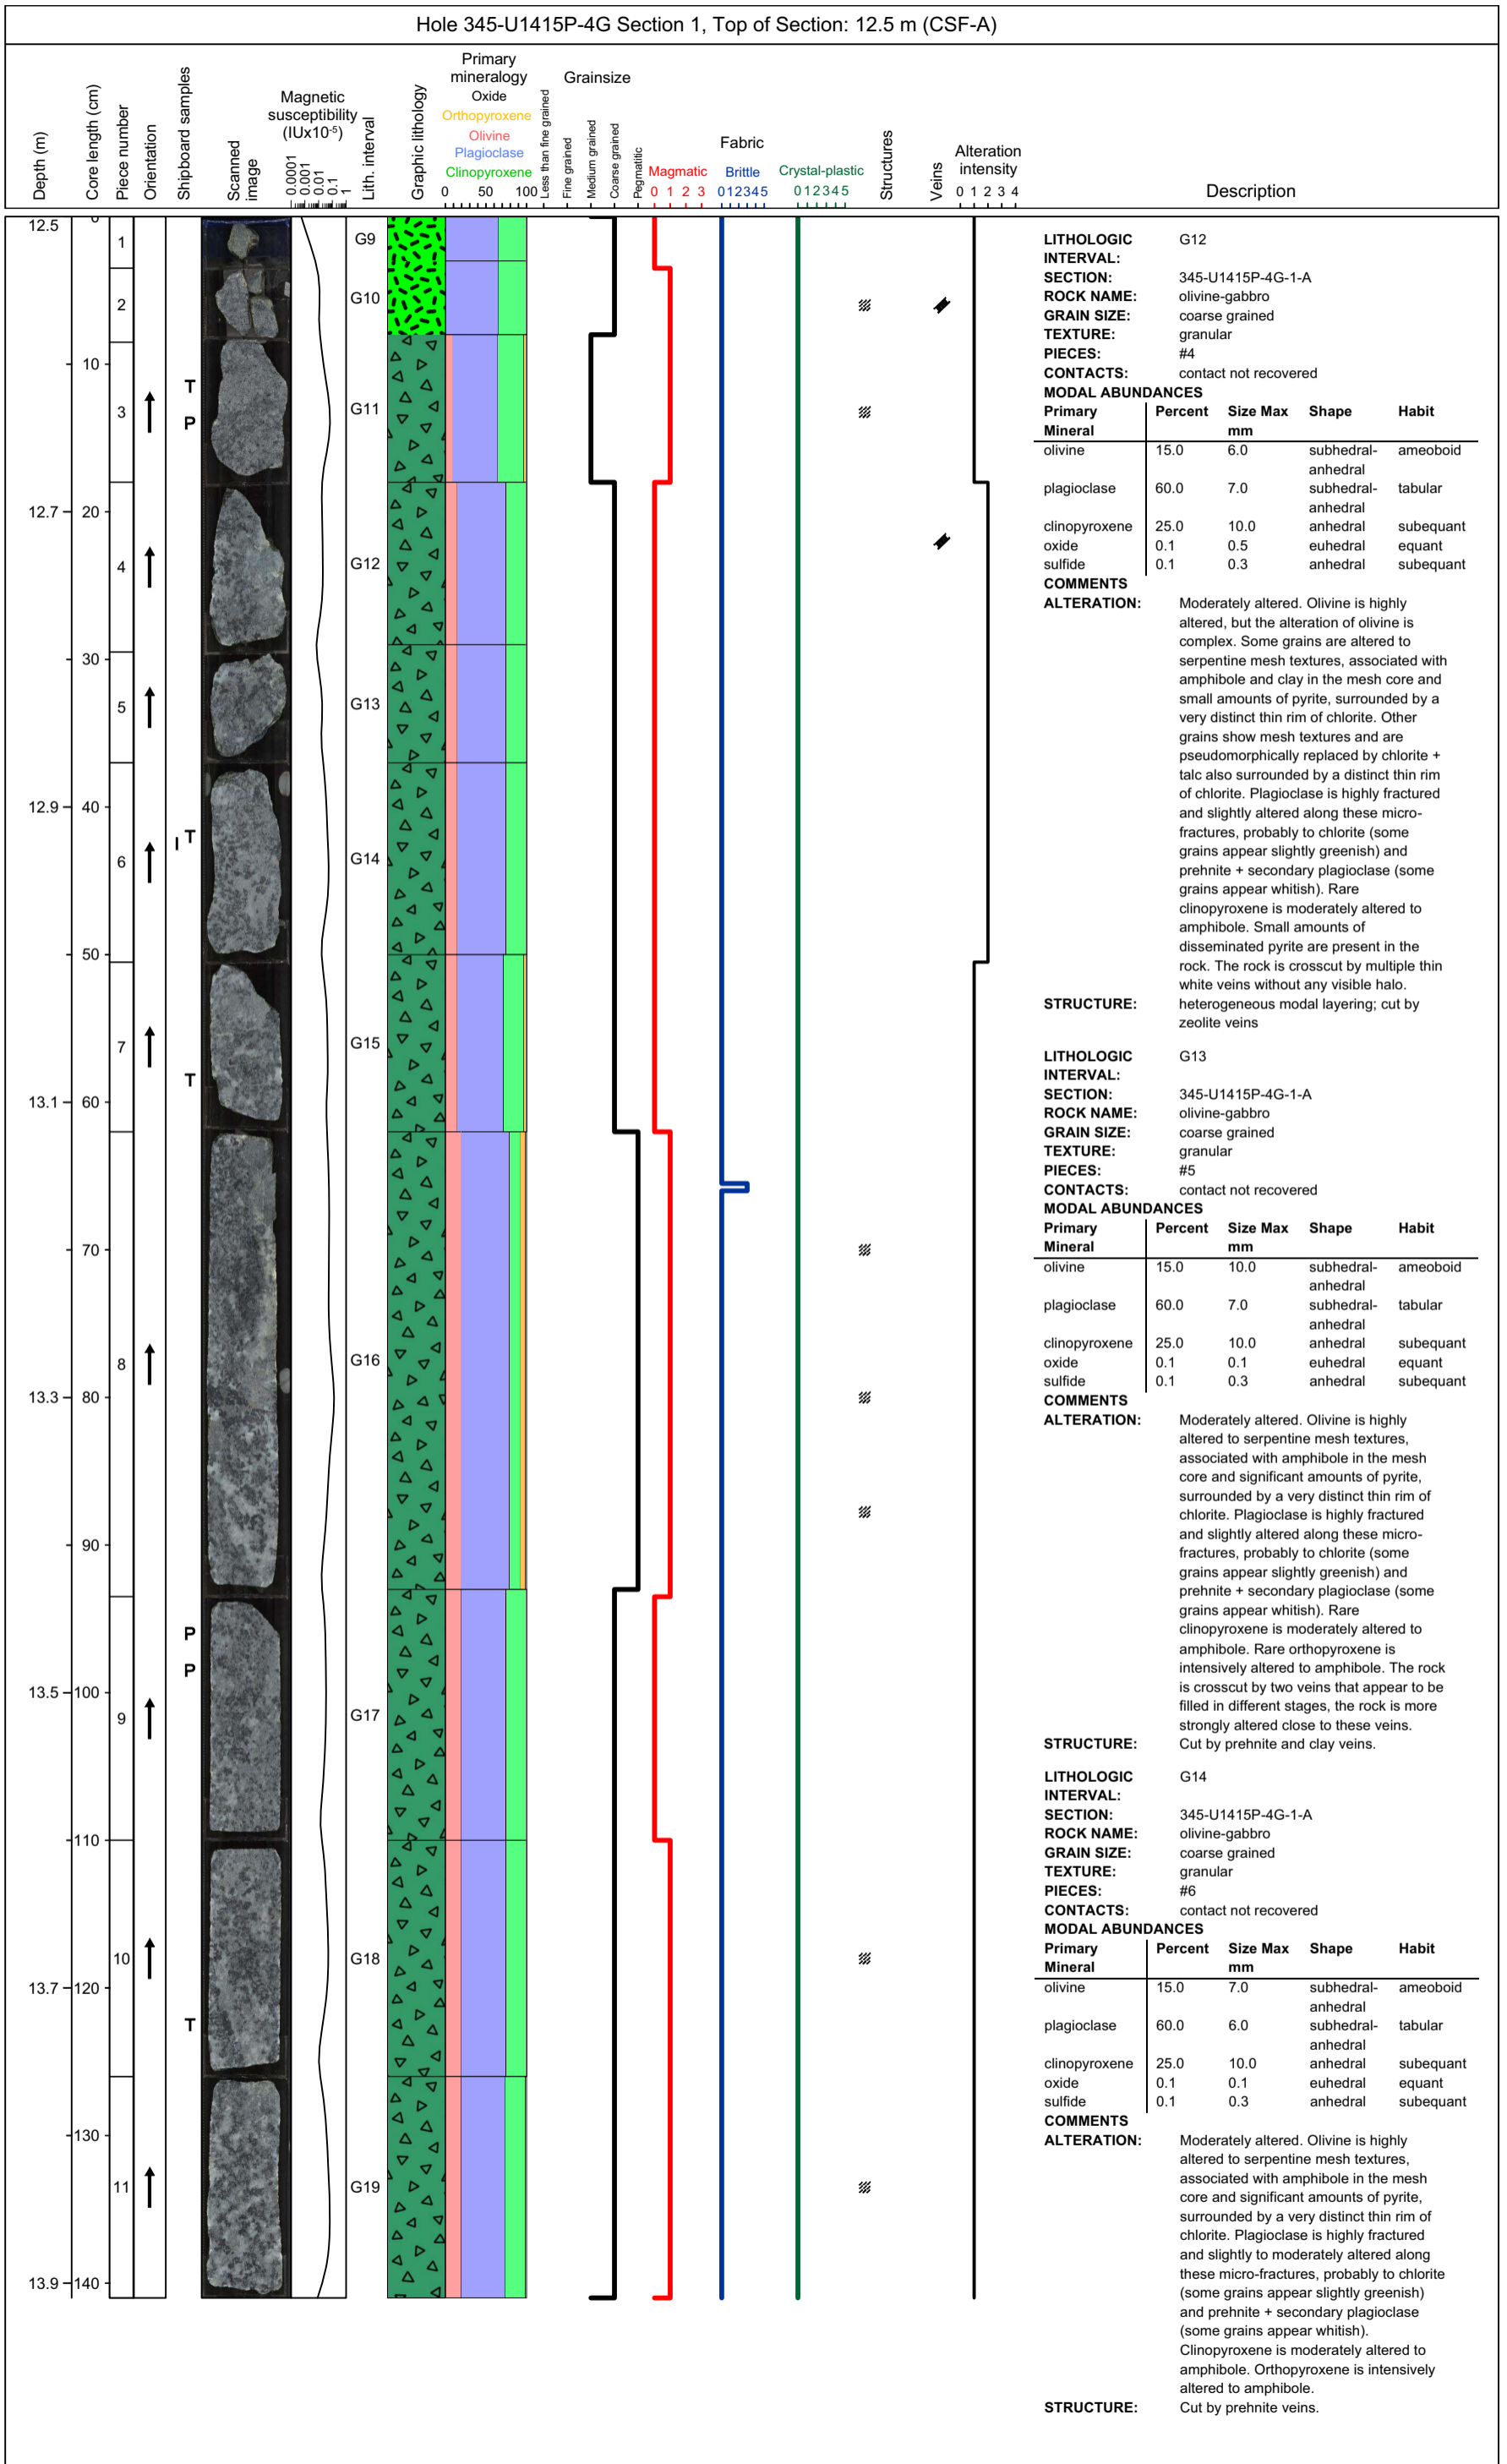 Hole 345-U1415P-4G Section 1, Top of Section: 12.5 m (CSF-A)
Depth (m)
Core length (cm)
Piece number
Orientation
Shipboard samples
Scanned
image
Magnetic
susceptibility
(IUx10-5)
0.0001
0.001
0.01
0.1
1
Lith. interval
Graphic lithology
Primary
mineralogy
Oxide
Orthopyroxene
Olivine
Plagioclase
Clinopyroxene
0 50 100
Grainsize
Less than fine grained
Fine grained
Medium grained
Coarse grained
Pegmatitic
Fabric
Magmatic
0 1 2 3
Brittle
0 1 2 3 4 5
Crystal-plastic
0 1 2 3 4 5
Structures
Veins
Alteration
intensity
0 1 2 3 4
Description
12.5
12.7
12.9
13.1
13.3
13.5
13.7
13.9
0
10
20
30
40
50
60
70
80
90
100
110
120
130
140
1
2
3
4
5
6
7
8
9
10
11
T
P
I T
T
P
P
T
G9
G10
G11
G12
G13
G14
G15
G16
G17
G18
G19
LITHOLOGIC G12
INTERVAL:
SECTION: 345-U1415P-4G-1-A
ROCK NAME: olivine-gabbro
GRAIN SIZE: coarse grained
TEXTURE: granular
PIECES: #4
CONTACTS: contact not recovered
MODAL ABUNDANCES
Primary Percent Size Max Shape Habit
Mineral mm
olivine 15.0 6.0 subhedral- ameoboid
anhedral
plagioclase 60.0 7.0 subhedral- tabular
anhedral
clinopyroxene 25.0 10.0 anhedral subequant
oxide 0.1 0.5 euhedral equant
sulfide 0.1 0.3 anhedral subequant
COMMENTS
ALTERATION: Moderately altered. Olivine is highly
altered, but the alteration of olivine is
complex. Some grains are altered to
serpentine mesh textures, associated with
amphibole and clay in the mesh core and
small amounts of pyrite, surrounded by a
very distinct thin rim of chlorite. Other
grains show mesh textures and are
pseudomorphically replaced by chlorite +
talc also surrounded by a distinct thin rim
of chlorite. Plagioclase is highly fractured
and slightly altered along these micro-
fractures, probably to chlorite (some
grains appear slightly greenish) and
prehnite + secondary plagioclase (some
grains appear whitish). Rare
clinopyroxene is moderately altered to
amphibole. Small amounts of
disseminated pyrite are present in the
rock. The rock is crosscut by multiple thin
white veins without any visible halo.
STRUCTURE: heterogeneous modal layering; cut by
zeolite veins
LITHOLOGIC G13
INTERVAL:
SECTION: 345-U1415P-4G-1-A
ROCK NAME: olivine-gabbro
GRAIN SIZE: coarse grained
TEXTURE: granular
PIECES: #5
CONTACTS: contact not recovered
MODAL ABUNDANCES
Primary Percent Size Max Shape Habit
Mineral mm
olivine 15.0 10.0 subhedral- ameoboid
anhedral
plagioclase 60.0 7.0 subhedral- tabular
anhedral
clinopyroxene 25.0 10.0 anhedral subequant
oxide 0.1 0.1 euhedral equant
sulfide 0.1 0.3 anhedral subequant
COMMENTS
ALTERATION: Moderately altered. Olivine is highly
altered to serpentine mesh textures,
associated with amphibole in the mesh
core and significant amounts of pyrite,
surrounded by a very distinct thin rim of
chlorite. Plagioclase is highly fractured
and slightly altered along these micro-
fractures, probably to chlorite (some
grains appear slightly greenish) and
prehnite + secondary plagioclase (some
grains appear whitish). Rare
clinopyroxene is moderately altered to
amphibole. Rare orthopyroxene is
intensively altered to amphibole. The rock
is crosscut by two veins that appear to be
filled in different stages, the rock is more
strongly altered close to these veins.
STRUCTURE: Cut by prehnite and clay veins.
LITHOLOGIC G14
INTERVAL:
SECTION: 345-U1415P-4G-1-A
ROCK NAME: olivine-gabbro
GRAIN SIZE: coarse grained
TEXTURE: granular
PIECES: #6
CONTACTS: contact not recovered
MODAL ABUNDANCES
Primary Percent Size Max Shape Habit
Mineral mm
olivine 15.0 7.0 subhedral- ameoboid
anhedral
plagioclase 60.0 6.0 subhedral- tabular
anhedral
clinopyroxene 25.0 10.0 anhedral subequant
oxide 0.1 0.1 euhedral equant
sulfide 0.1 0.3 anhedral subequant
COMMENTS
ALTERATION: Moderately altered. Olivine is highly
altered to serpentine mesh textures,
associated with amphibole in the mesh
core and significant amounts of pyrite,
surrounded by a very distinct thin rim of
chlorite. Plagioclase is highly fractured
and slightly to moderately altered along
these micro-fractures, probably to chlorite
(some grains appear slightly greenish)
and prehnite + secondary plagioclase
(some grains appear whitish).
Clinopyroxene is moderately altered to
amphibole. Orthopyroxene is intensively
altered to amphibole.
STRUCTURE: Cut by prehnite veins.